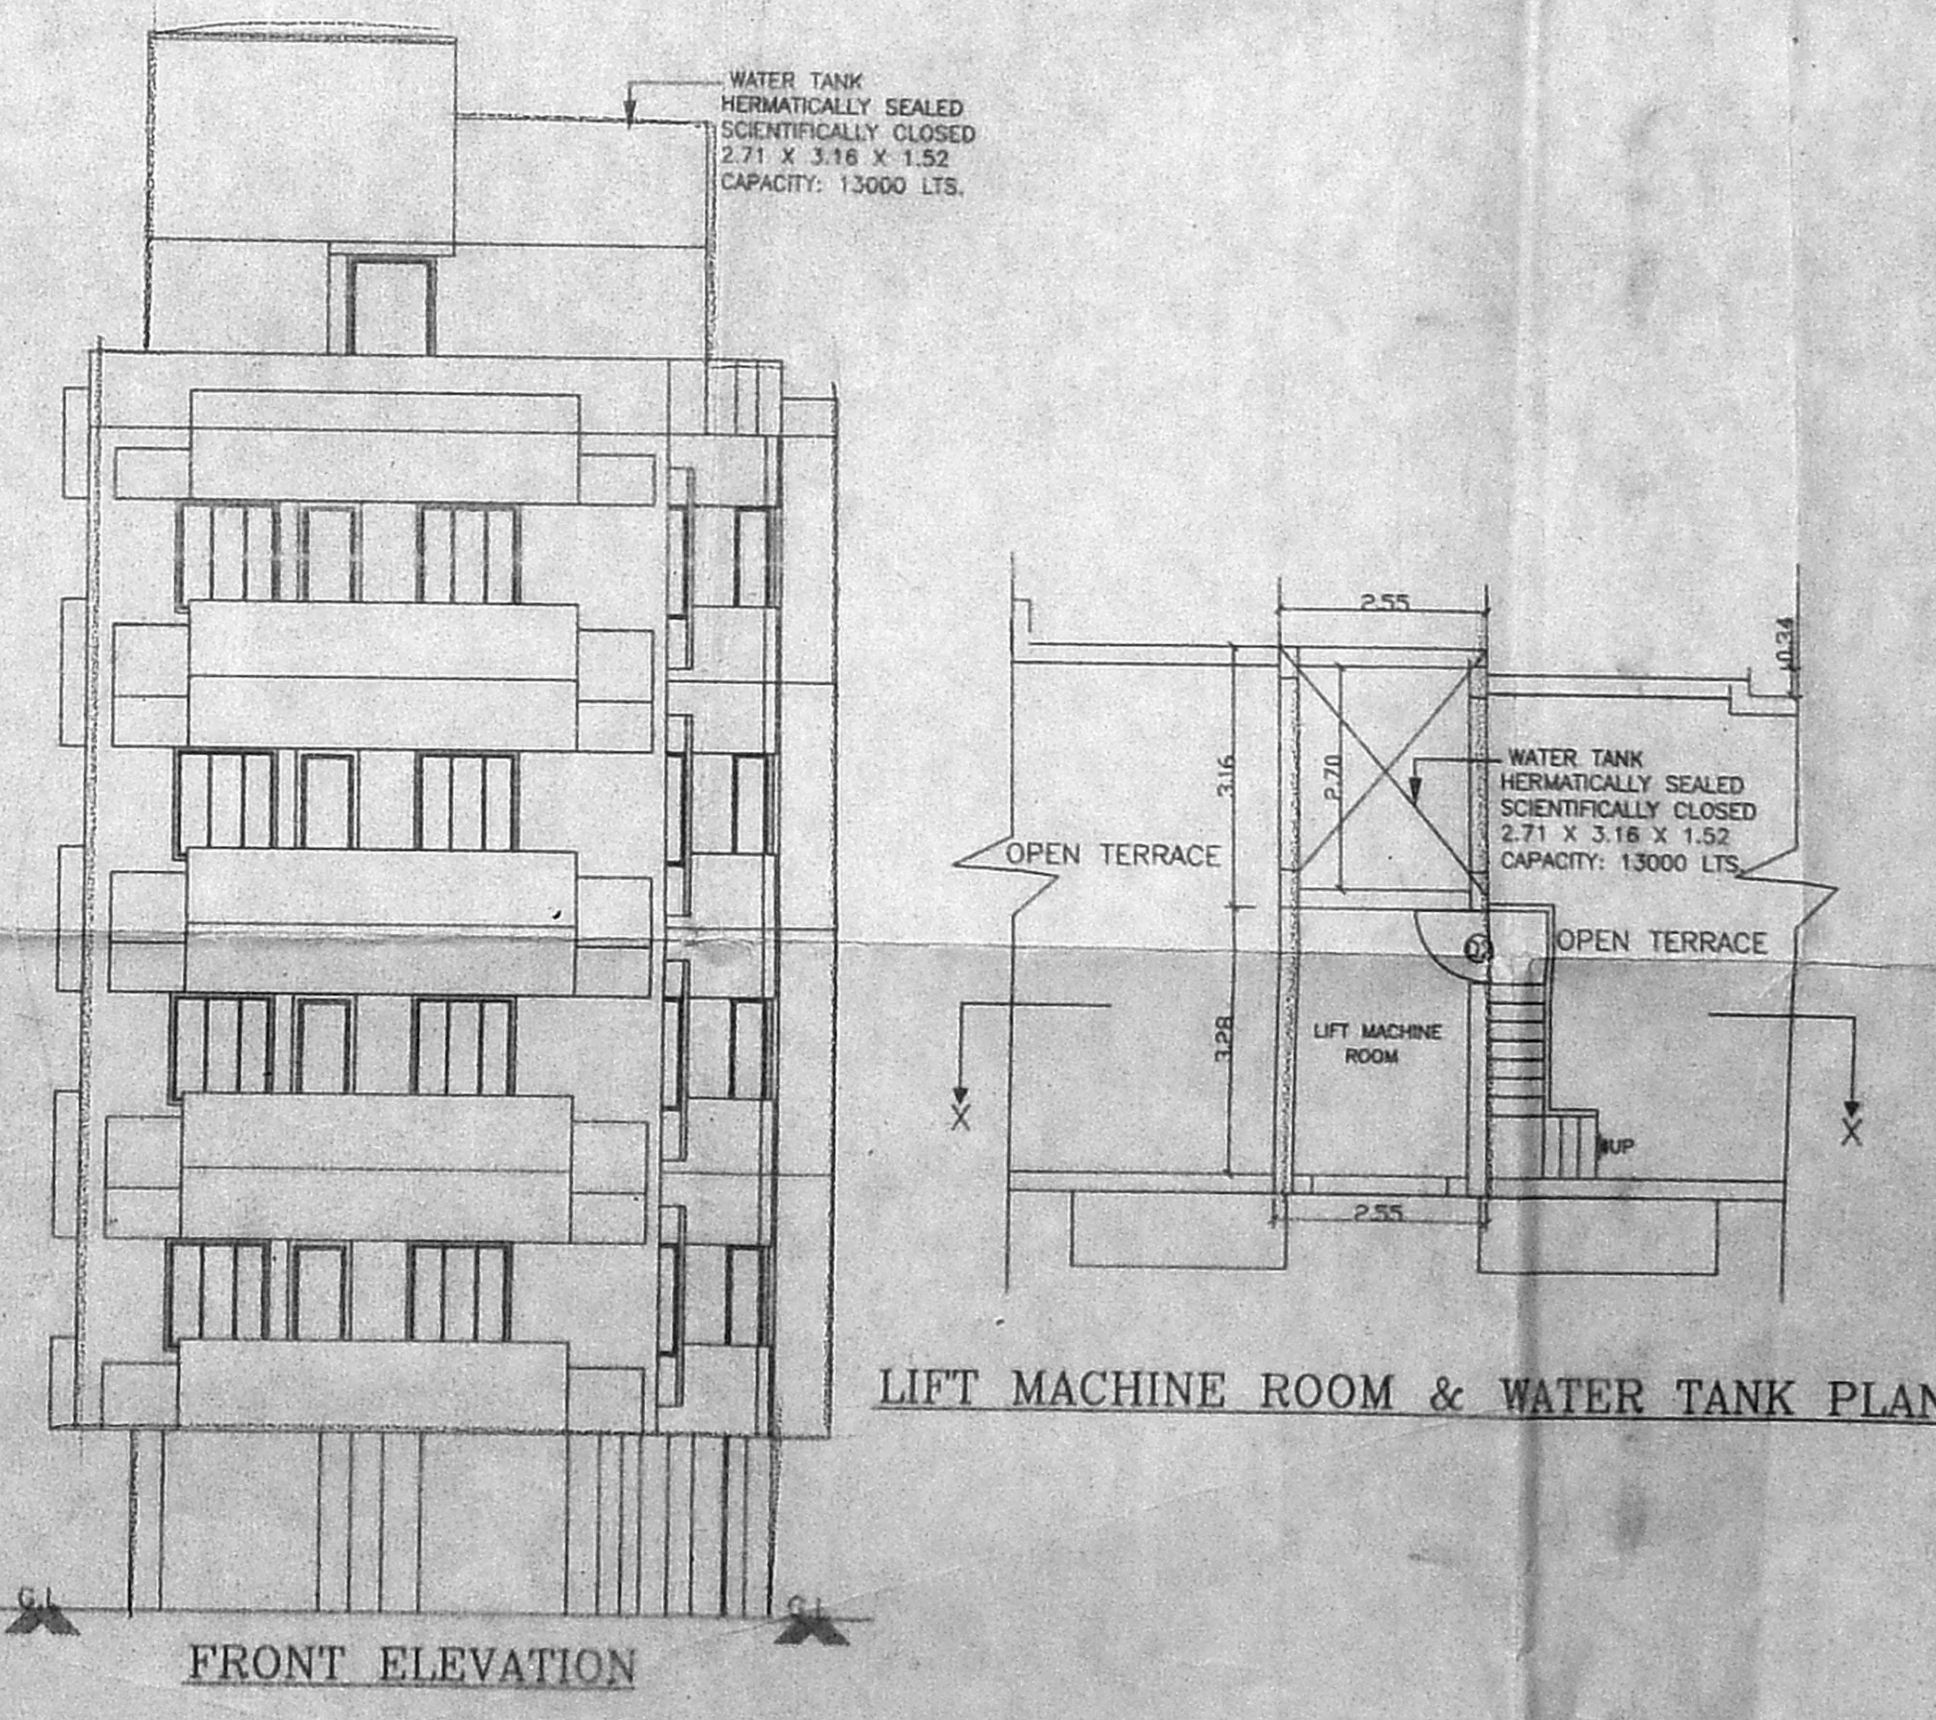 WATER TANK
HERMATICALLY SEALED
SCIENTIFICALLY CLOSED
2.71 X 3.16 X 1.52
CAPACITY: 13000 LTS.
2.55
0.34
3.16
2.70
WATER TANK
HERMATICALLY SEALED
SCIENTIFICALLY CLOSED
2.71 X 3.16 X 1.52
CAPACITY: 13000 LTS.
OPEN TERRACE
OPEN TERRACE
3.28
LIFT MACHINE
ROOM
X
X
UP
2.55
LIFT MACHINE ROOM & WATER TANK PLAN
G.L
G.L
FRONT ELEVATION